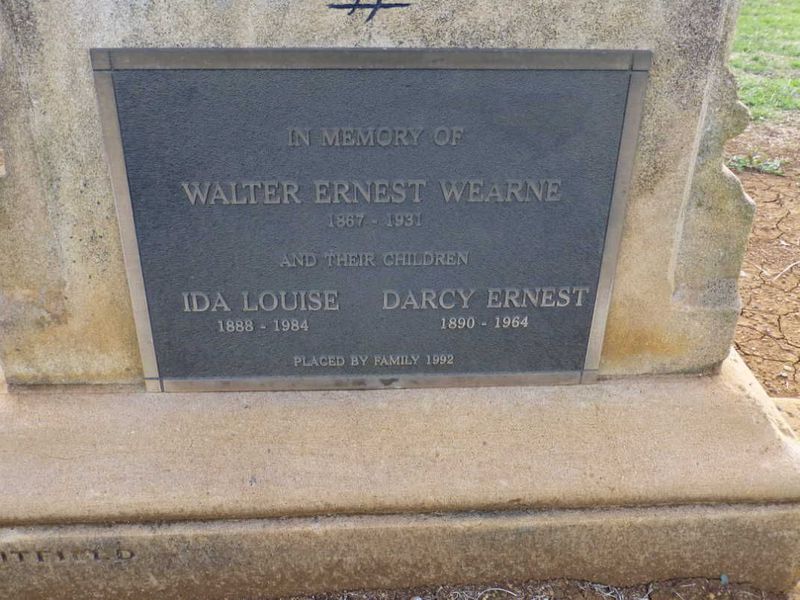 IN MEMORY OF
WALTER ERNEST WEARNE
1867 - 1931
AND THEIR CHILDREN
IDA LOUISE DARCY ERNEST
1888 - 1984 1890 - 1964
PLACED BY FAMILY 1992